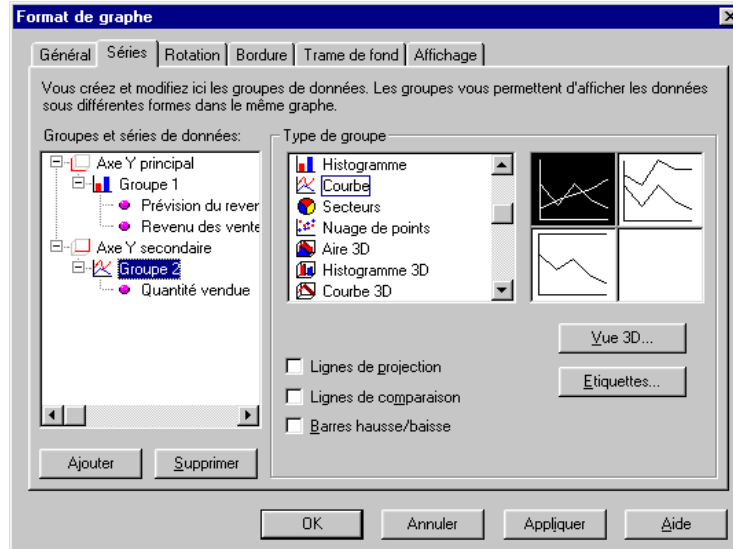 Format de graphe
Général Séries Rotation Bordure Trame de fond Affichage
Vous créez et modifiez ici les groupes de données. Les groupes vous permettent d'afficher les données
sous différentes formes dans le même graphe.
Groupes et séries de données:
Axe Y principal
Groupe 1
Prévision du rever
Revenu des vente
Axe Y secondaire
Groupe 2
Quantité vendue
Ajouter
Supprimer
Type de groupe
Histogramme
Courbe
Secteurs
Nuage de points
Aire 3D
Histogramme 3D
Courbe 3D
Lignes de projection
Lignes de comparaison
Barres hausse/baisse
Vue 3D...
Etiquettes...
OK Annuler Appliquer Aide